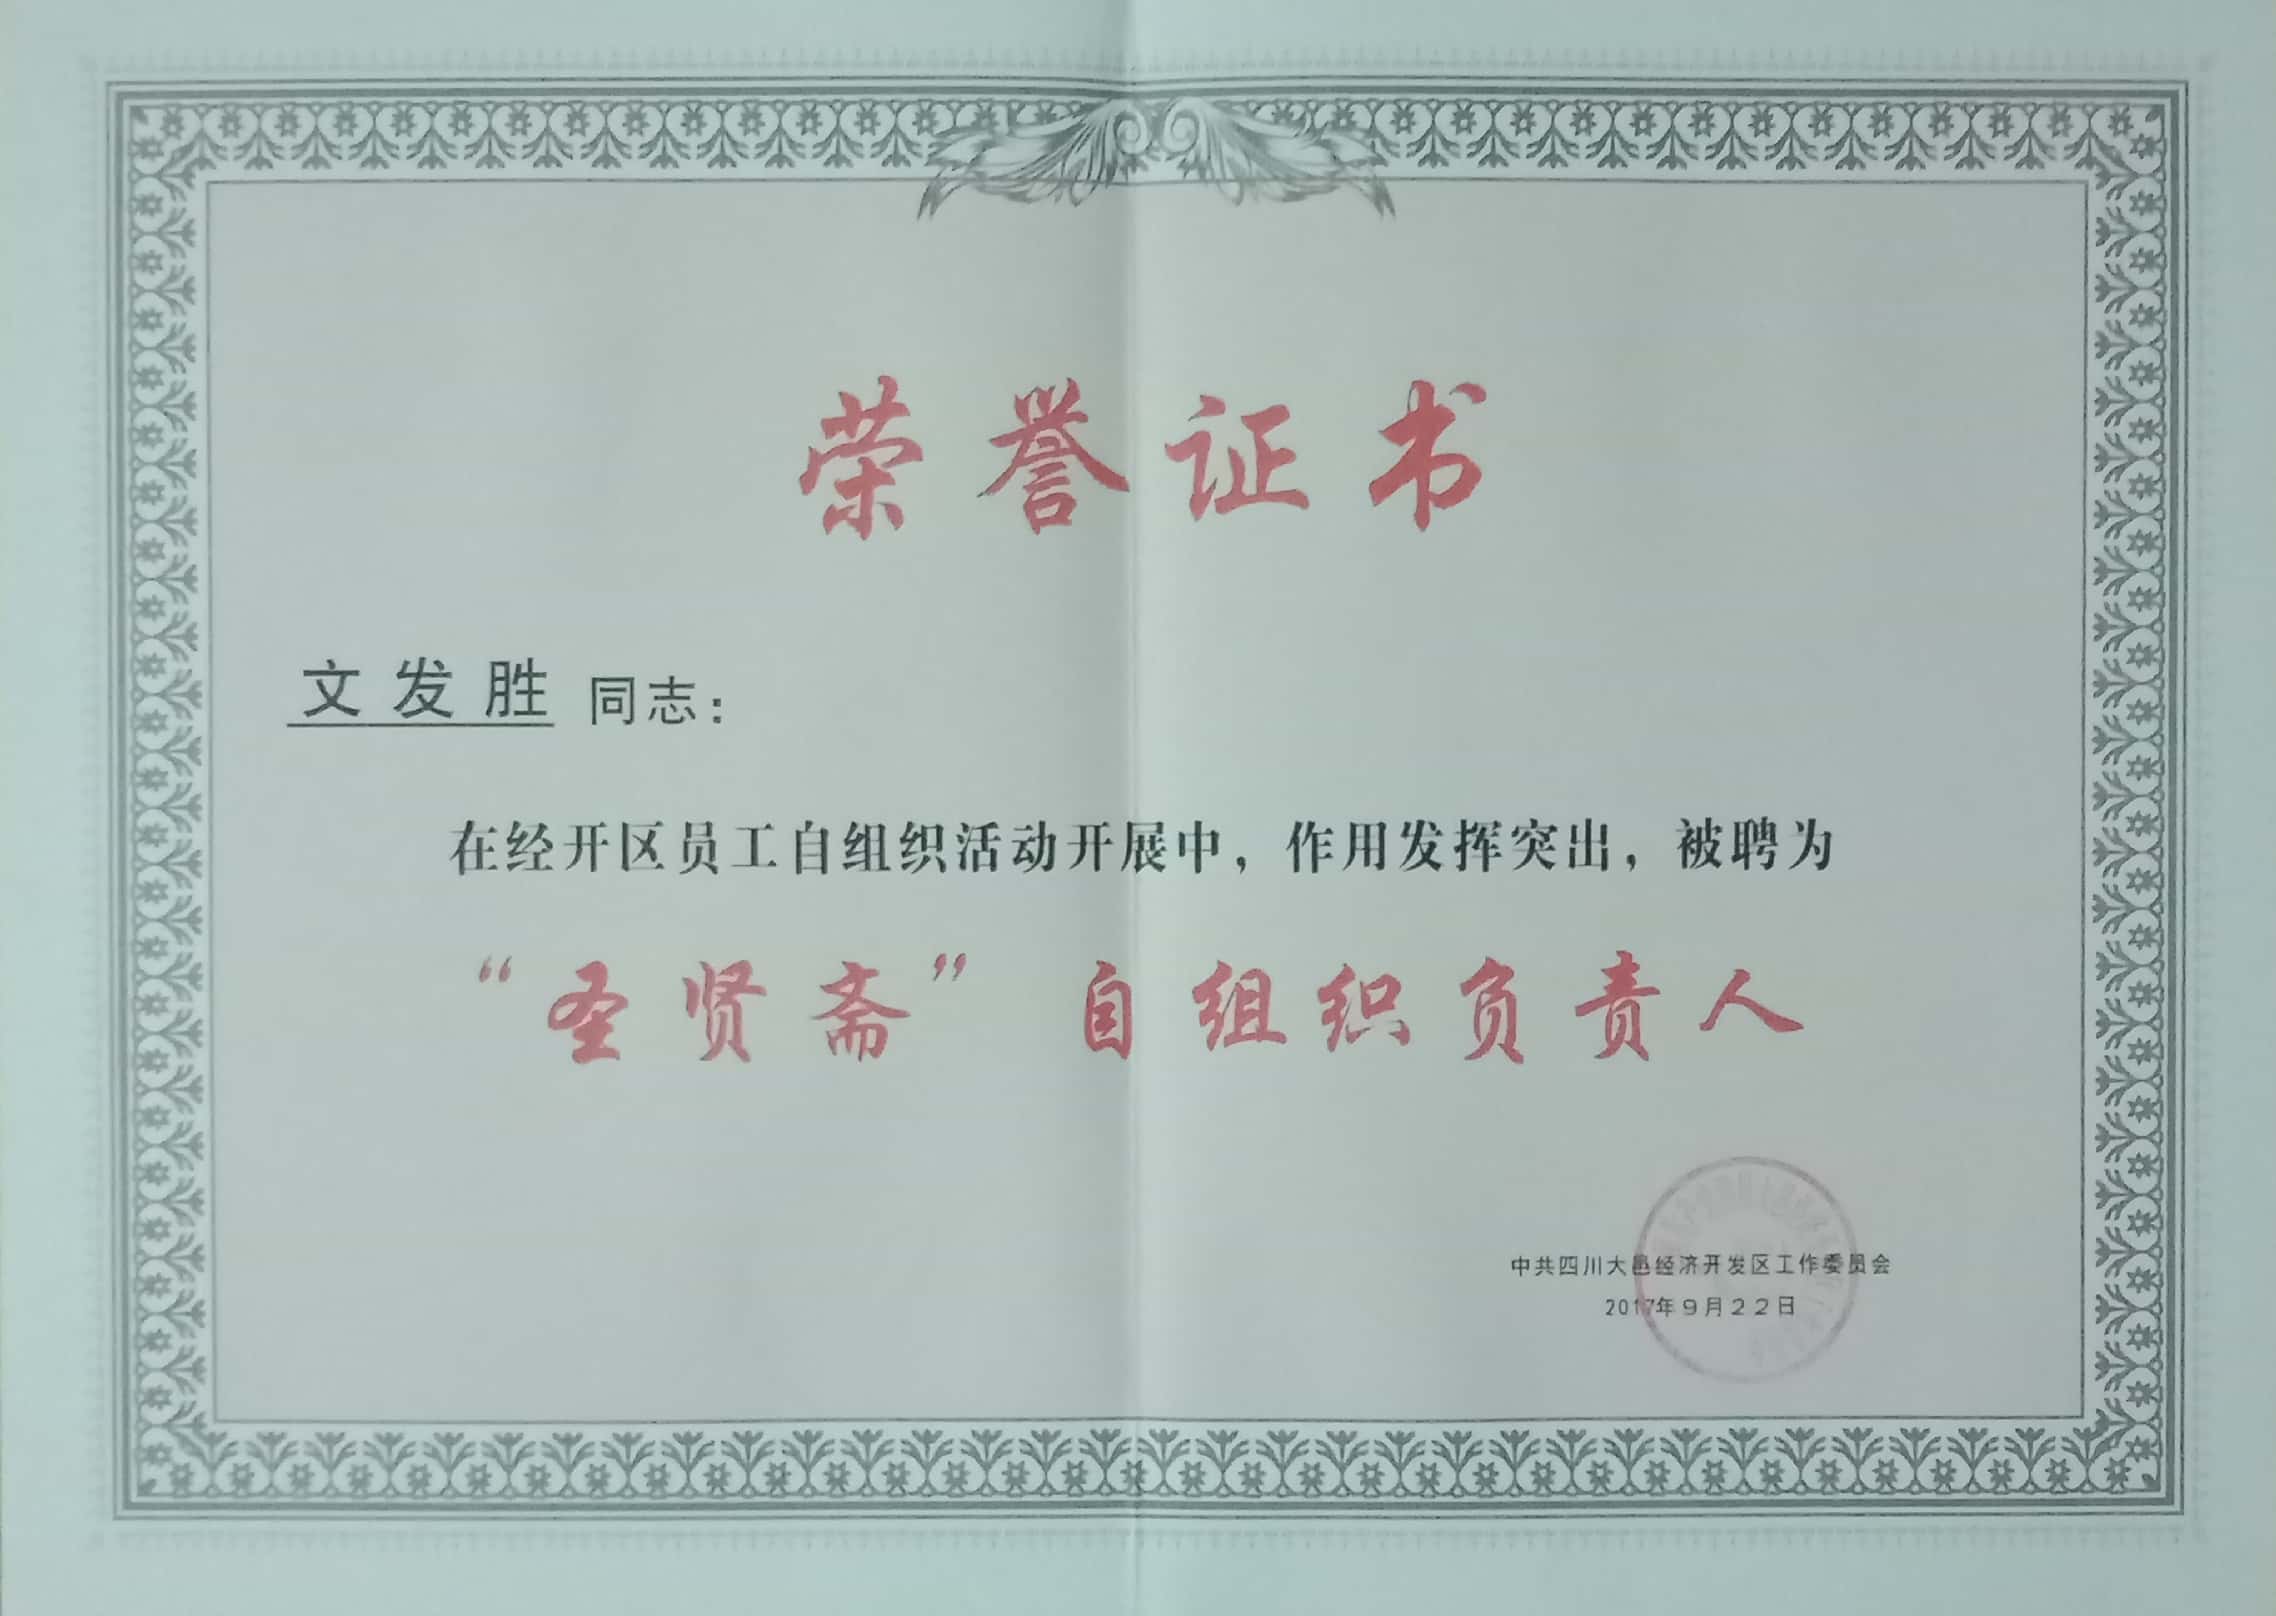 荣誉证书
文发胜 同志：
在经开区员工自组织活动开展中，作用发挥突出，被聘为
“圣贤斋”自组织负责人
中共四川大邑经济开发区工作委员会
2017年9月22日